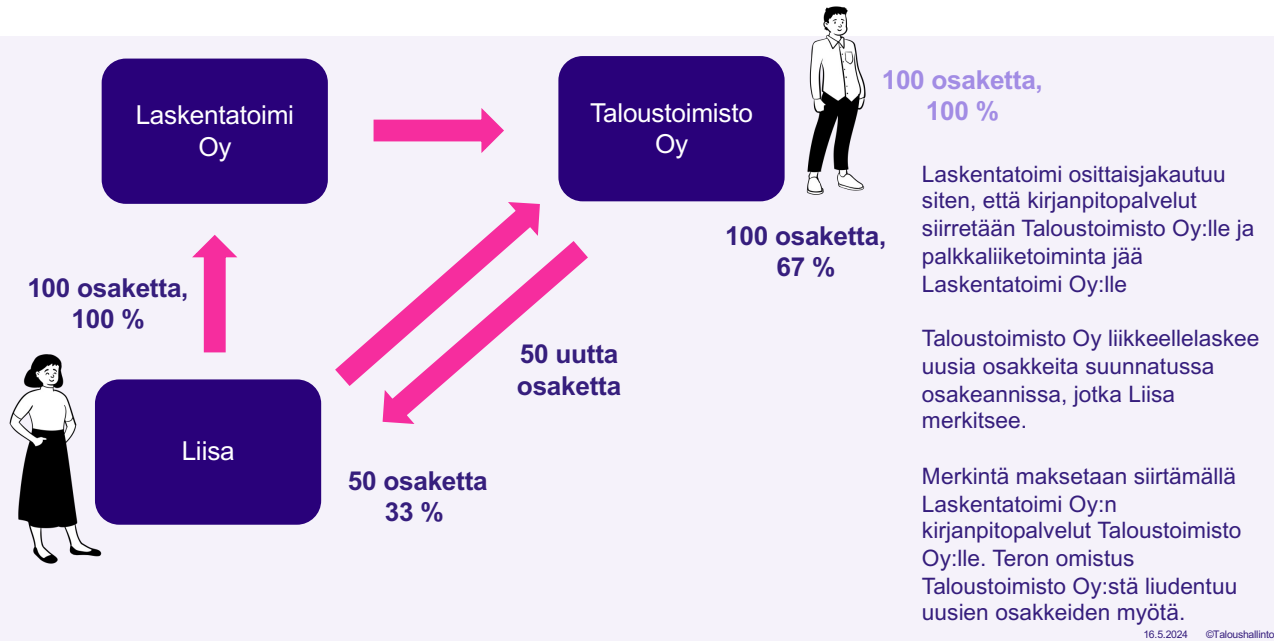 Laskentatoimi
Oy
Taloustoimisto
Oy
100 osaketta,
100 %
100 osaketta,
67 %
100 osaketta,
100 %
50 uutta
osaketta
Liisa
50 osaketta
33 %
Laskentatoimi osittaisjakautuu
siten, että kirjanpitopalvelut
siirretään Taloustoimisto Oy:lle ja
palkkaliiketoiminta jää
Laskentatoimi Oy:lle
Taloustoimisto Oy liikkeellelaskee
uusia osakkeita suunnatussa
osakeannissa, jotka Liisa
merkitsee.
Merkintä maksetaan siirtämällä
Laskentatoimi Oy:n
kirjanpitopalvelut Taloustoimisto
Oy:lle. Teron omistus
Taloustoimisto Oy:stä liudentuu
uusien osakkeiden myötä.
16.5.2024 ©Taloushallinto